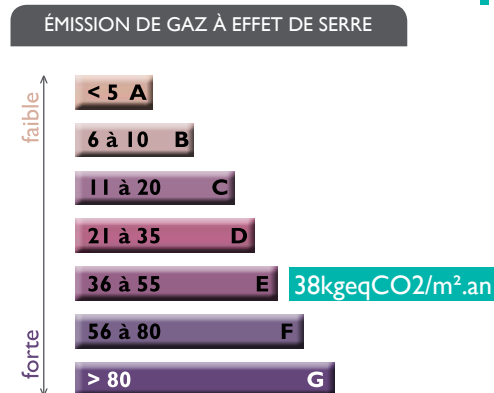 ÉMISSION DE GAZ À EFFET DE SERRE
faible
< 5 A
6 à 10 B
11 à 20 C
21 à 35 D
36 à 55 E 38kgeqCO2/m².an
56 à 80 F
forte
> 80 G